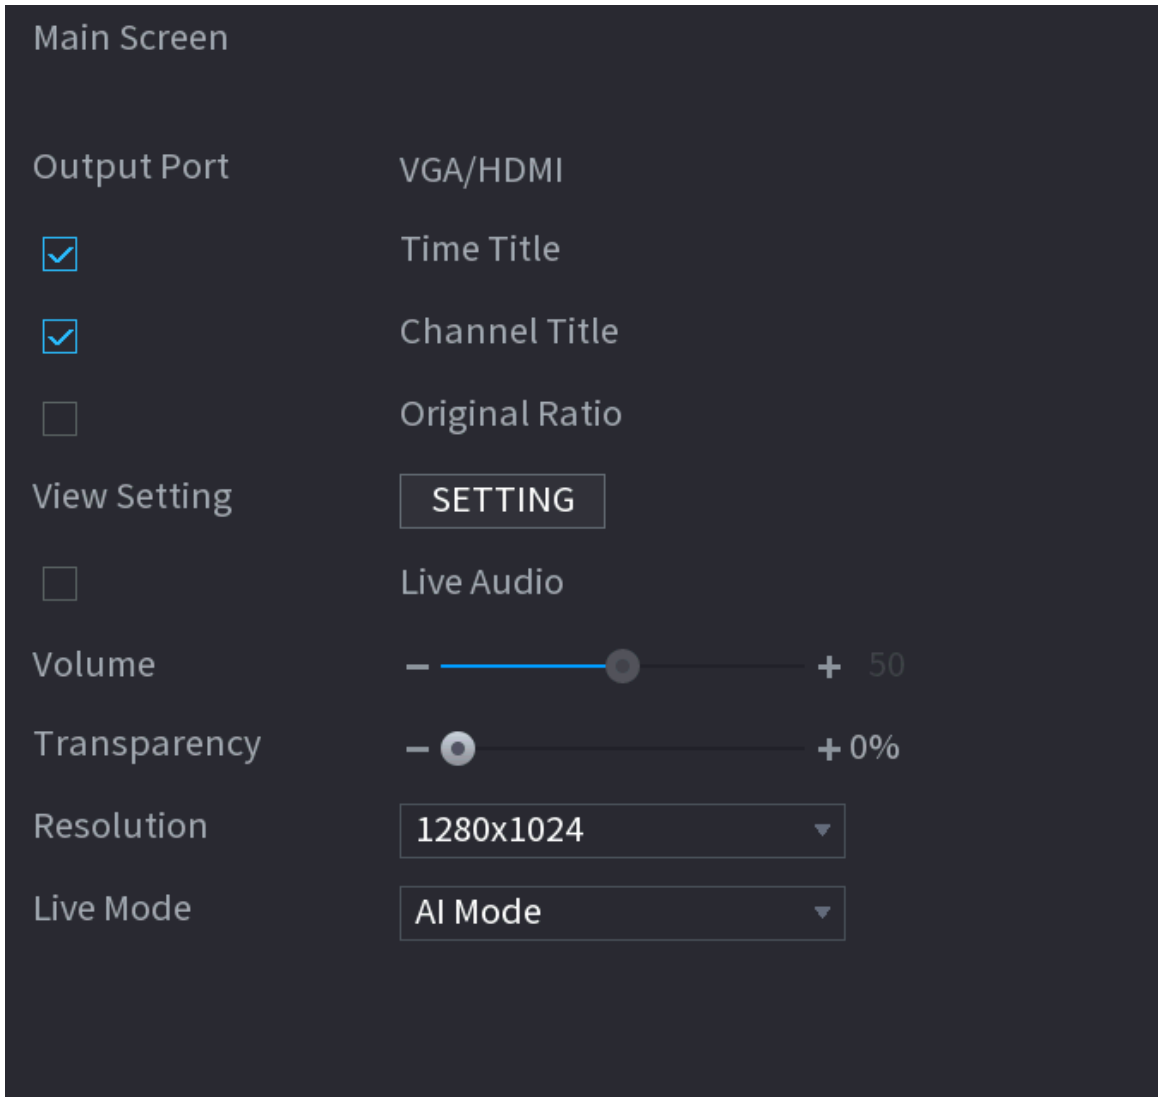 Main Screen
Output Port VGA/HDMI
Time Title
Channel Title
Original Ratio
View Setting SETTING
Live Audio
Volume 50
Transparency 0%
Resolution 1280x1024
Live Mode AI Mode